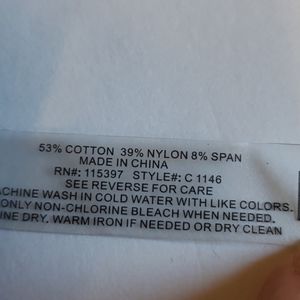 53% COTTON 39% NYLON 8% SPAN
MADE IN CHINA
RN#: 115397 STYLE#: C 1146
SEE REVERSE FOR CARE
ACHINE WASH IN COLD WATER WITH LIKE COLORS.
ONLY NON-CHLORINE BLEACH WHEN NEEDED.
NE DRY. WARM IRON IF NEEDED OR DRY CLEAN